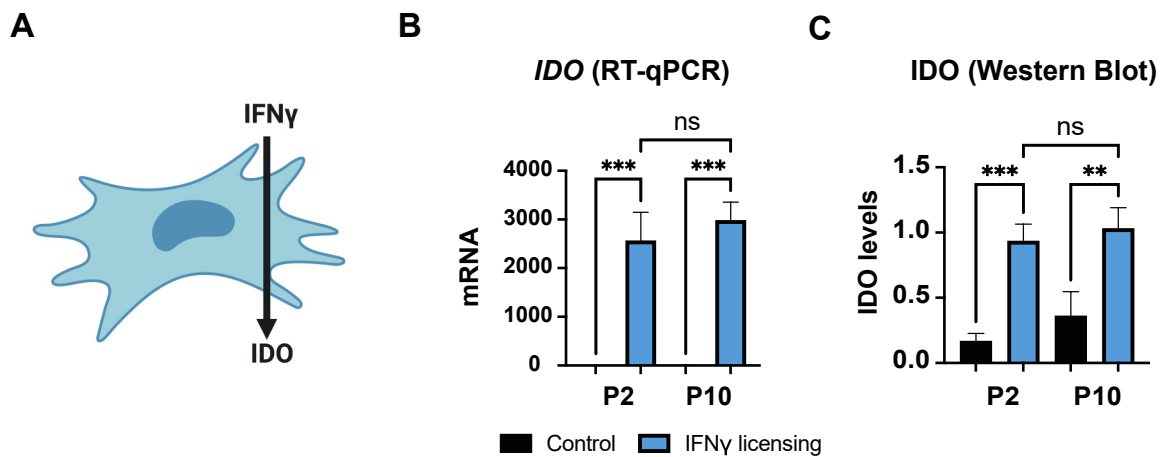 A
IFNγ
IDO
B
IDO (RT-qPCR)
ns
*** ***
4000
3000
2000
1000
0
mRNA
P2 P10
C
IDO (Western Blot)
ns
*** **
1.5
1.0
0.5
0.0
IDO levels
P2 P10
Control IFNγ licensing